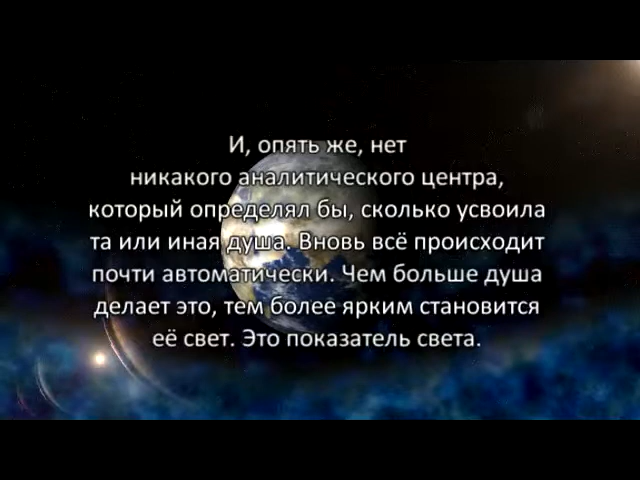 И, опять же, нет
никакого аналитического центра,
который определял бы, сколько усвоила
та или иная душа. Вновь всё происходит
почти автоматически. Чем больше душа
делает это, тем более ярким становится
её свет. Это показатель света.